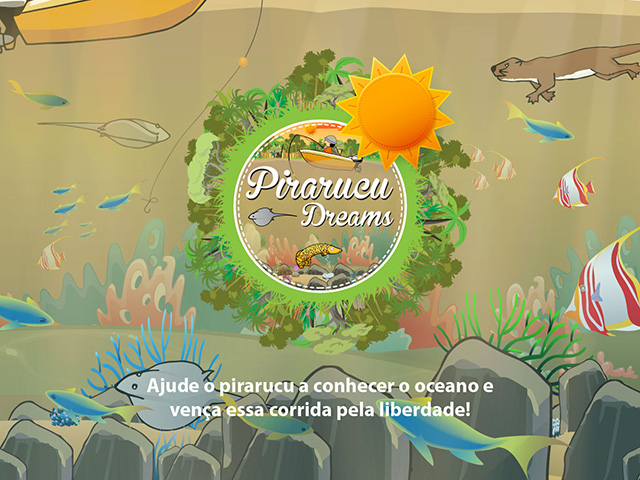 Pirarucu
Dreams
Ajude o pirarucu a conhecer o oceano e
vença essa corrida pela liberdade!